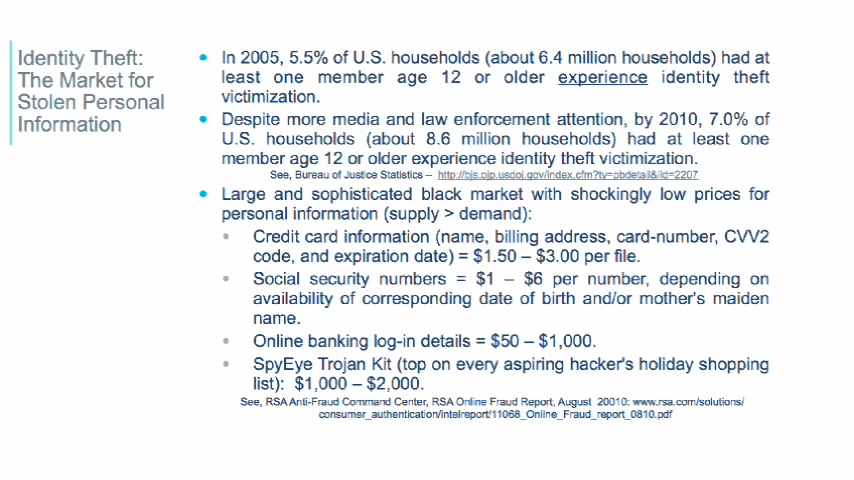 Identity Theft:
The Market for
Stolen Personal
Information
• In 2005, 5.5% of U.S. households (about 6.4 million households) had at
least one member age 12 or older experience identity theft
victimization.
• Despite more media and law enforcement attention, by 2010, 7.0% of
U.S. households (about 8.6 million households) had at least one
member age 12 or older experience identity theft victimization.
See, Bureau of Justice Statistics – http://bjs.ojp.usdoj.gov/index.cfm?ty=pbdetail&iid=2207
• Large and sophisticated black market with shockingly low prices for
personal information (supply > demand):
• Credit card information (name, billing address, card-number, CVV2
code, and expiration date) = $1.50 – $3.00 per file.
• Social security numbers = $1 – $6 per number, depending on
availability of corresponding date of birth and/or mother's maiden
name.
• Online banking log-in details = $50 – $1,000.
• SpyEye Trojan Kit (top on every aspiring hacker's holiday shopping
list): $1,000 – $2,000.
See, RSA Anti-Fraud Command Center, RSA Online Fraud Report, August 20010: www.rsa.com/solutions/
consumer_authentication/intelreport/11068_Online_Fraud_report_0810.pdf